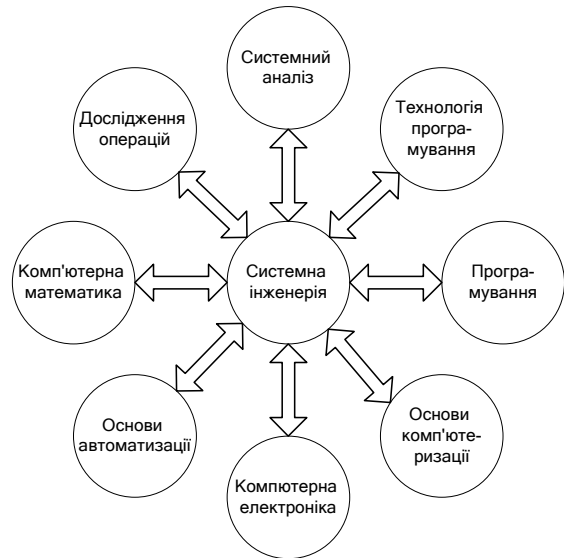 Системний
аналіз
Дослідження
операцій
Технологія
програ-
мування
Комп'ютерна
математика
Системна
інженерія
Програ-
мування
Основи
автоматизації
Основи
комп'юте-
ризації
Компютерна
електроніка